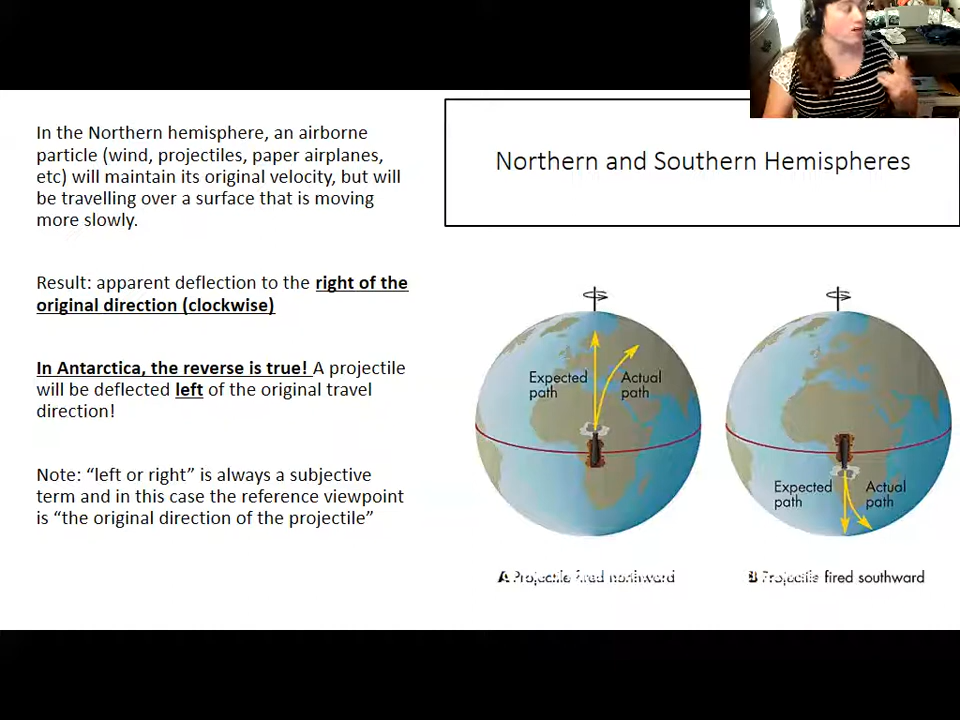 In the Northern hemisphere, an airborne
particle (wind, projectiles, paper airplanes,
etc) will maintain its original velocity, but will
be travelling over a surface that is moving
more slowly.
Result: apparent deflection to the right of the
original direction (clockwise)
In Antarctica, the reverse is true! A projectile
will be deflected left of the original travel
direction!
Note: “left or right” is always a subjective
term and in this case the reference viewpoint
is “the original direction of the projectile”
Northern and Southern Hemispheres
Expected
path
Actual
path
Expected
path
Actual
path
A Projectile fired northward
B Projectile fired southward